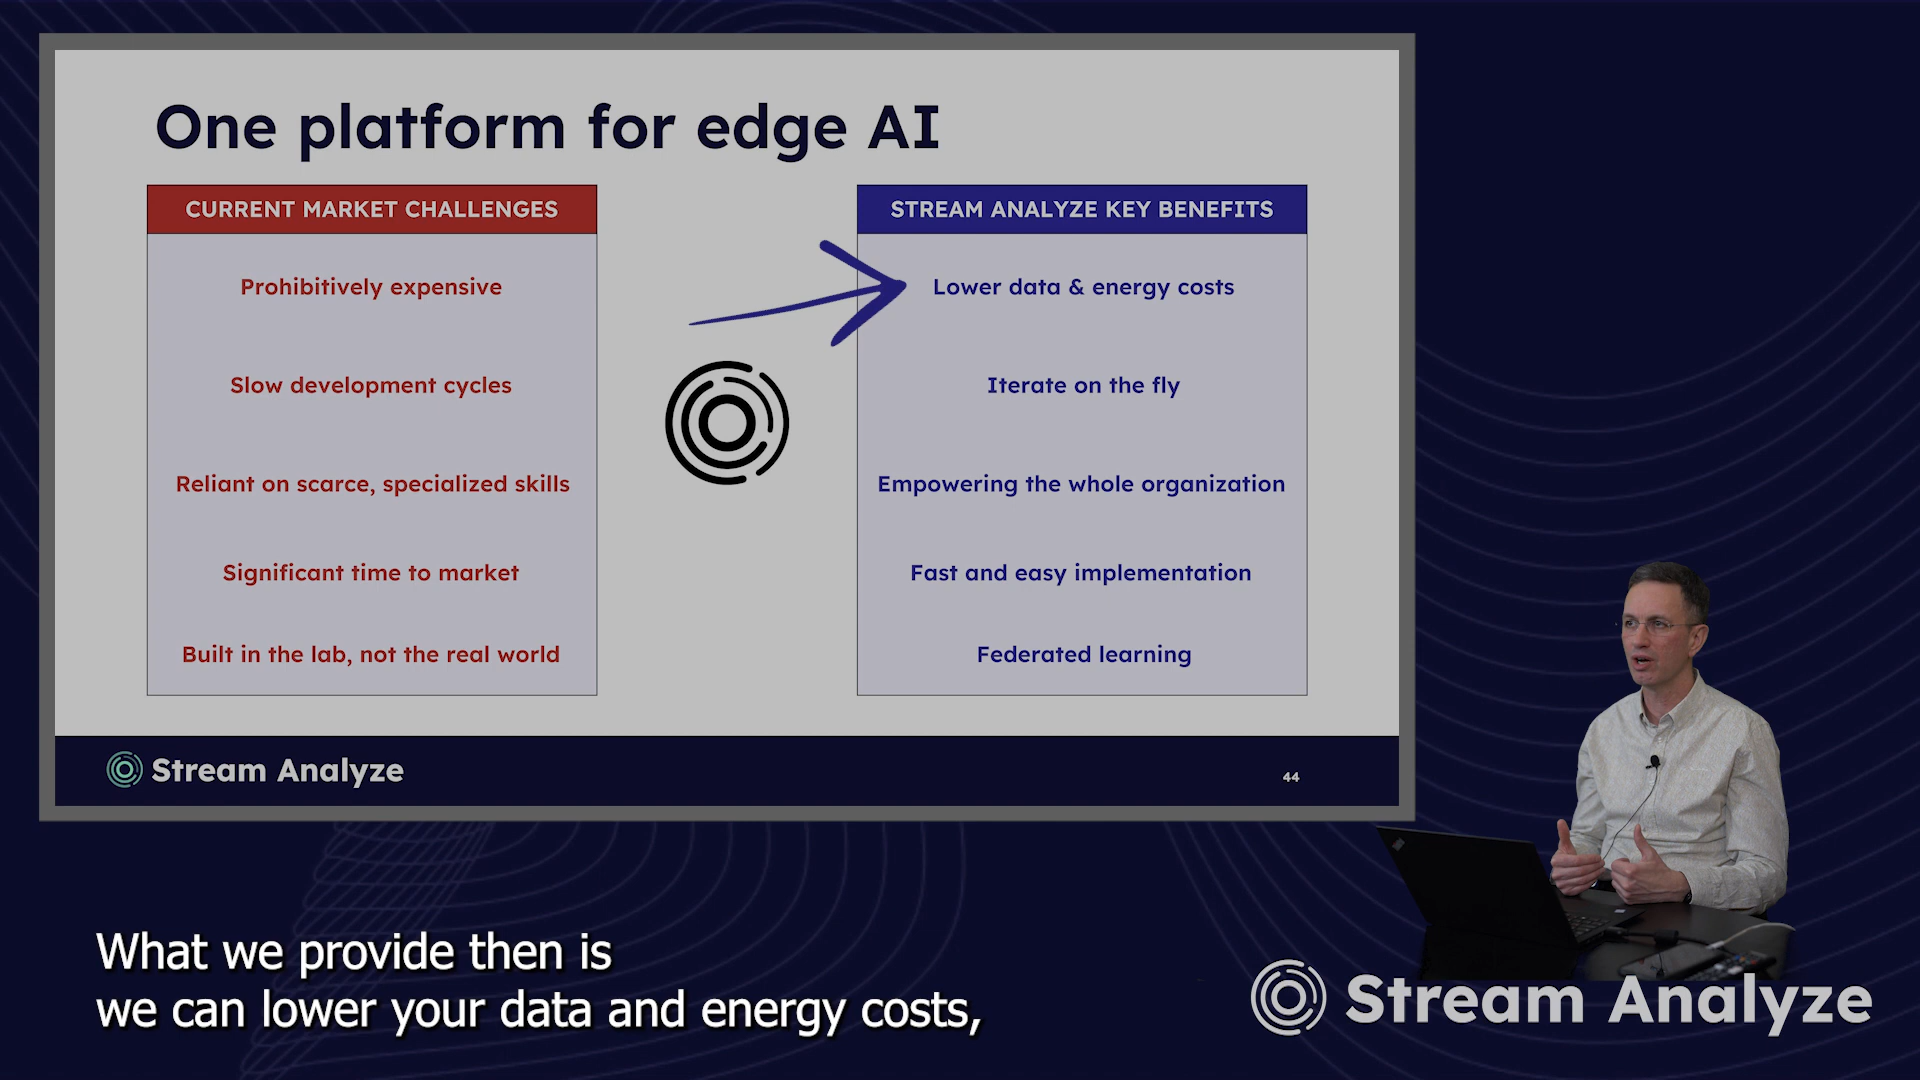 One platform for edge AI
CURRENT MARKET CHALLENGES
Prohibitively expensive
Slow development cycles
Reliant on scarce, specialized skills
Significant time to market
Built in the lab, not the real world
STREAM ANALYZE KEY BENEFITS
Lower data & energy costs
Iterate on the fly
Empowering the whole organization
Fast and easy implementation
Federated learning
Stream Analyze
44
What we provide then is
we can lower your data and energy costs,
Stream Analyze